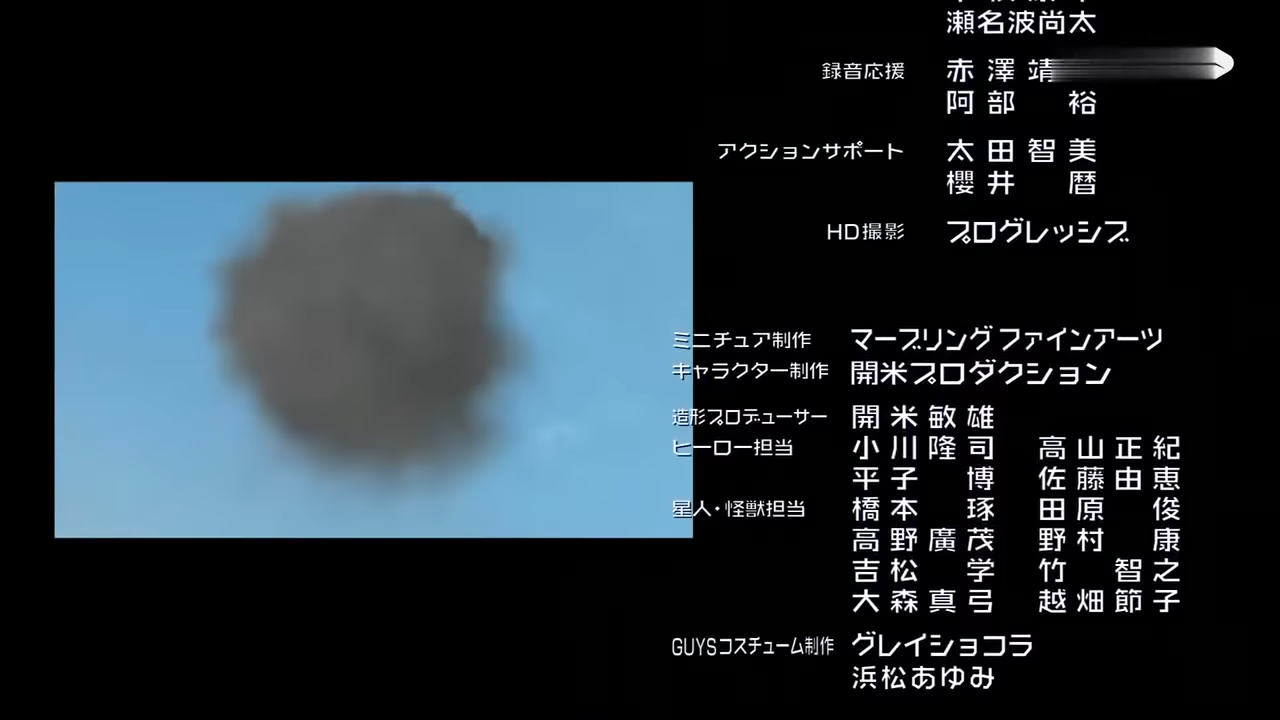 瀬名波尚太
録音応援 赤澤靖
阿部 裕
アクションサポート 太田智美
櫻井 暦
HD撮影 プログレッシブ
ミニチュア制作 マーブリングファインアーツ
キャラクター制作 開米プロダクション
造形プロデューサー 開米敏雄
ヒーロー担当 小川隆司 高山正紀
平子 博 佐藤由恵
星人・怪獣担当 橋本 琢 田原 俊
高野廣茂 野村 康
吉松 学 竹 智之
大森真弓 越畑節子
GUYSコスチューム制作 グレイショコラ
浜松あゆみ